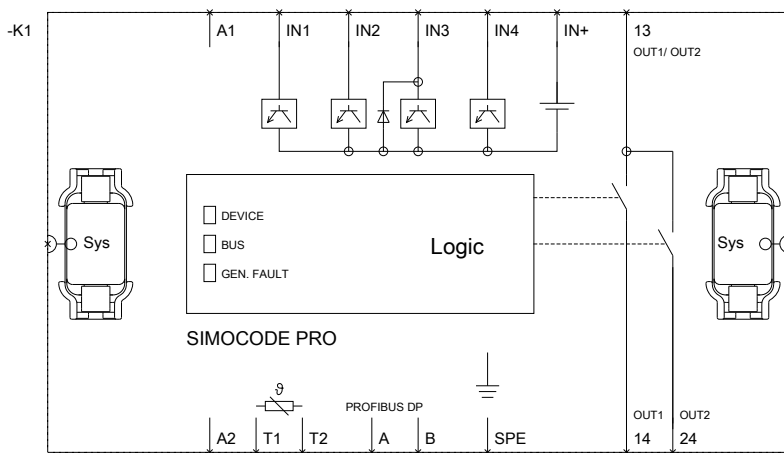 -K1 A1 IN1 IN2 IN3 IN4 IN+ 13
OUT1/ OUT2
DEVICE
Sys BUS Logic Sys
GEN. FAULT
SIMOCODE PRO
ϑ
PROFIBUS DP
OUT1 OUT2
A2 T1 T2 A B SPE 14 24